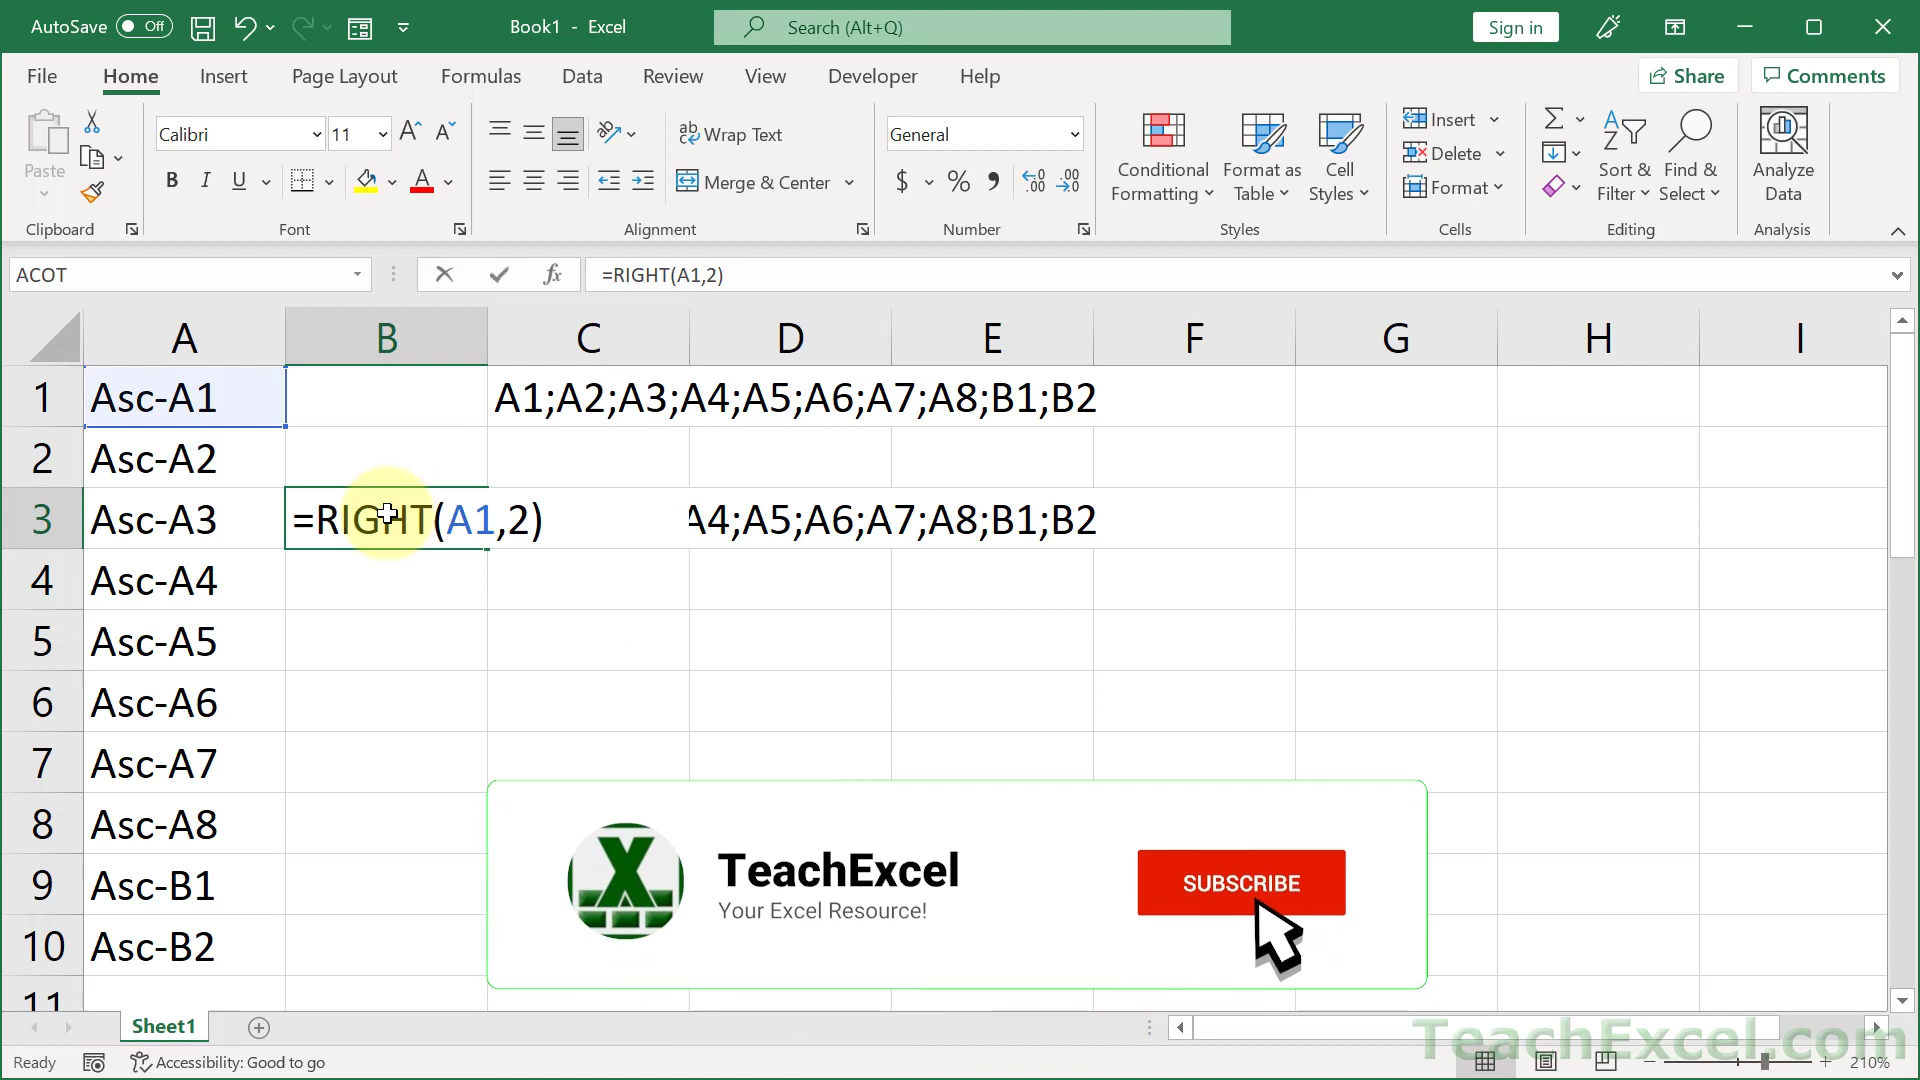 AutoSave Off Book1 - Excel Search (Alt+Q) Sign in
File Home Insert Page Layout Formulas Data Review View Developer Help Share Comments
Paste Calibri 11 A A ab Wrap Text General Conditional Formatting Format as Table Cell Styles Insert Delete Format Sort & Filter Find & Select Analyze Data
B I U A Merge & Center $ % , .00 .00
Clipboard Font Alignment Number Styles Cells Editing Analysis
ACOT fx =RIGHT(A1,2)
A B C D E F G H I
1 Asc-A1 A1;A2;A3;A4;A5;A6;A7;A8;B1;B2
2 Asc-A2
3 Asc-A3 =RIGHT(A1,2) A4;A5;A6;A7;A8;B1;B2
4 Asc-A4
5 Asc-A5
6 Asc-A6
7 Asc-A7
8 Asc-A8
9 Asc-B1
10 Asc-B2
11
TeachExcel
Your Excel Resource!
SUBSCRIBE
Sheet1
TeachExcel.com
Ready Accessibility: Good to go 210%